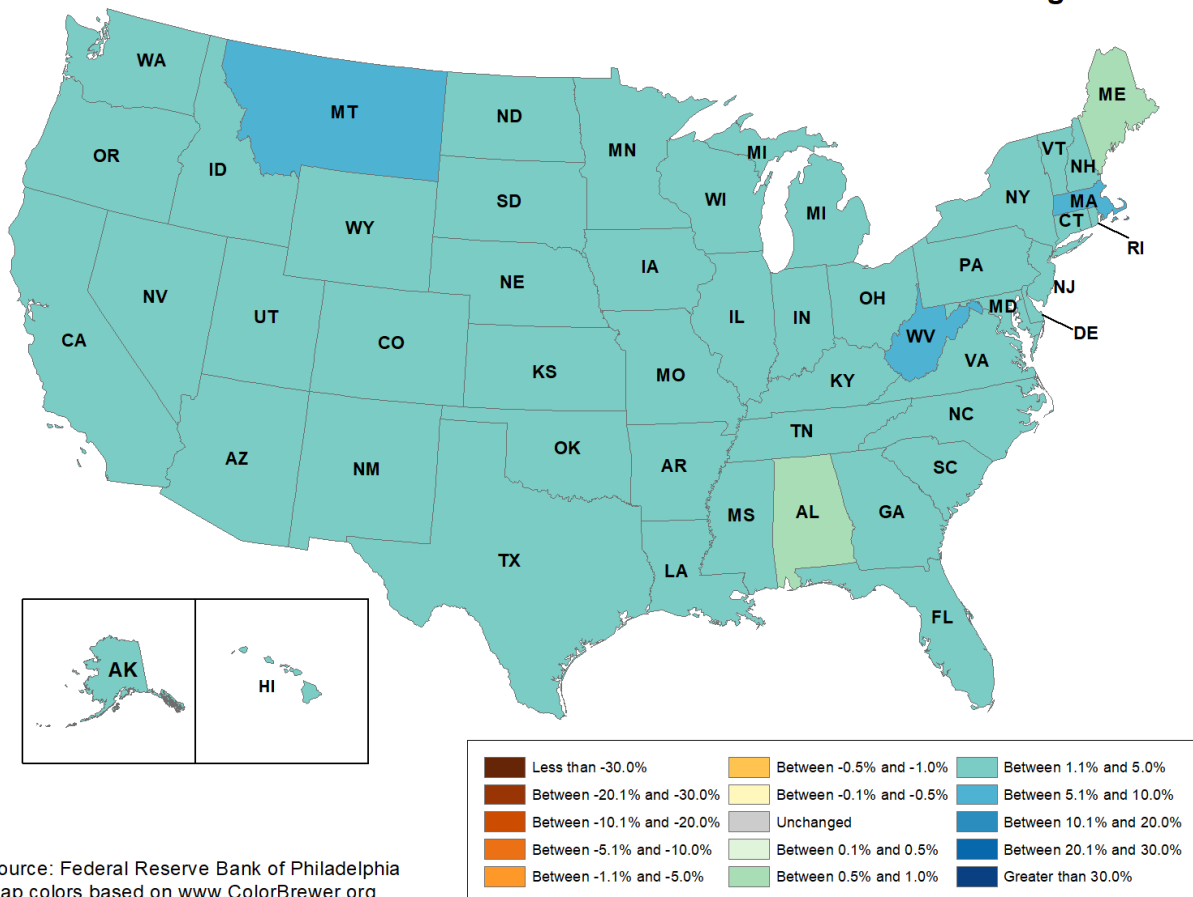 WA
MT
ND
MN
MI
ME
VT
NH
OR
ID
SD
WI
MI
NY
MA
CT
RI
WY
IA
PA
NJ
NE
NV
UT
CO
IL
IN
OH
MD
DE
CA
KS
MO
KY
WV
VA
NC
TN
AZ
NM
OK
AR
SC
MS
AL
GA
TX
LA
FL
AK
HI
Less than -30.0%
Between -20.1% and -30.0%
Between -10.1% and -20.0%
Between -5.1% and -10.0%
Between -1.1% and -5.0%
Between -0.5% and -1.0%
Between -0.1% and -0.5%
Unchanged
Between 0.1% and 0.5%
Between 0.5% and 1.0%
Between 1.1% and 5.0%
Between 5.1% and 10.0%
Between 10.1% and 20.0%
Between 20.1% and 30.0%
Greater than 30.0%
ource: Federal Reserve Bank of Philadelphia
ap colors based on www.ColorBrewer.org